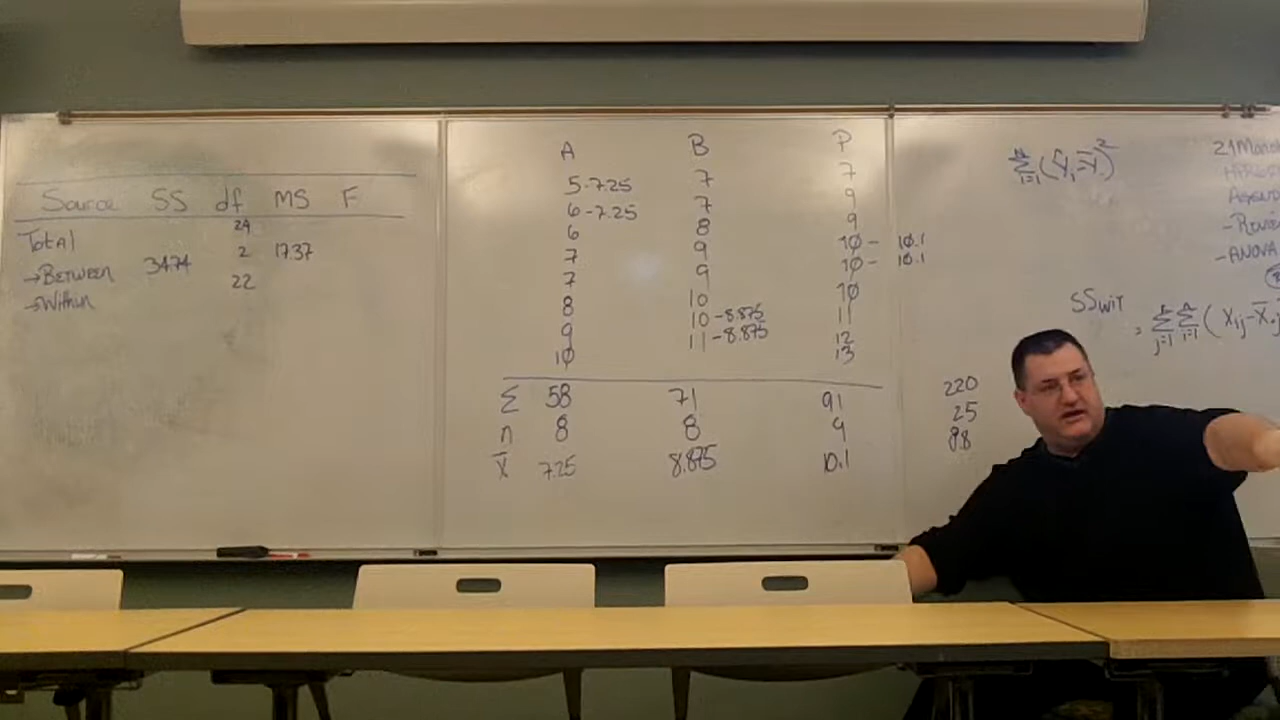 Source SS df MS F
24
Total
→Between 34.74 2 17.37
→Within 22
A B P
5-7.25 7 7
6-7.25 7 9
6 8 9
7 9 10- 10.1
7 9 10- 10.1
8 10 10
9 10-8.875 11
10 11-8.875 12
13
Σ 58 71 91
n 8 8 9
X̄ 7.25 8.875 10.1
220
25
8.8
SSwit
= Σ Σ ( Xij-X̄.j
j=1 i=1
-ANOVA